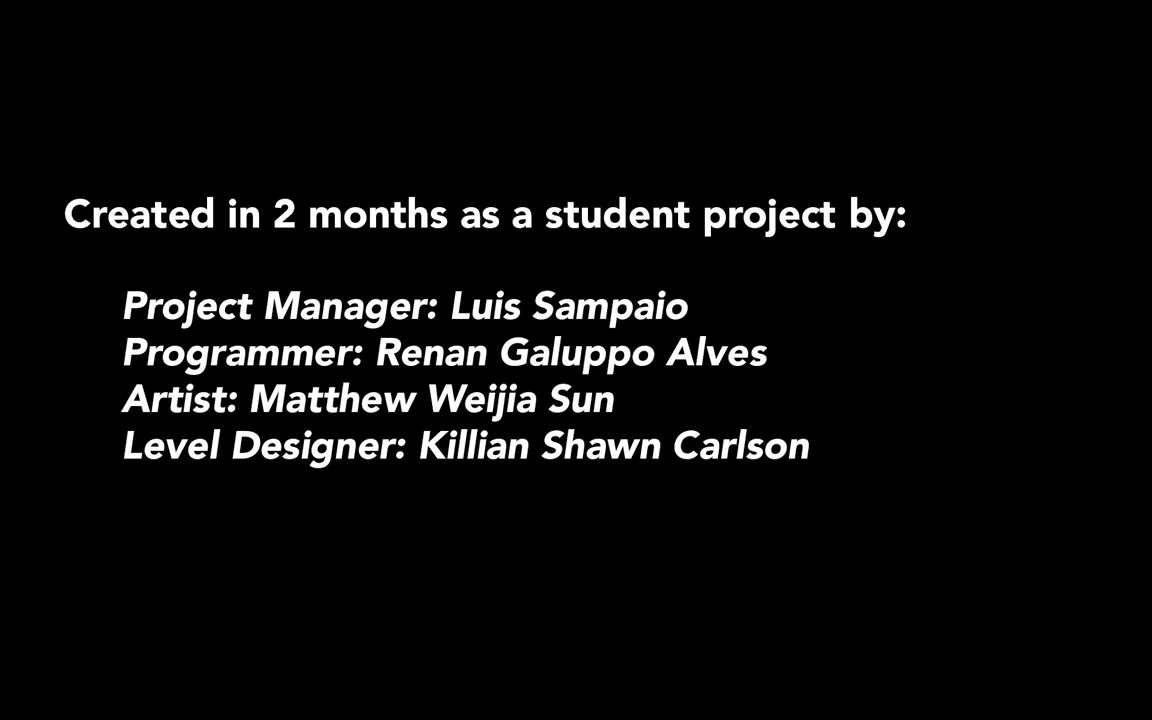 Created in 2 months as a student project by:
Project Manager: Luis Sampaio
Programmer: Renan Galuppo Alves
Artist: Matthew Weijia Sun
Level Designer: Killian Shawn Carlson